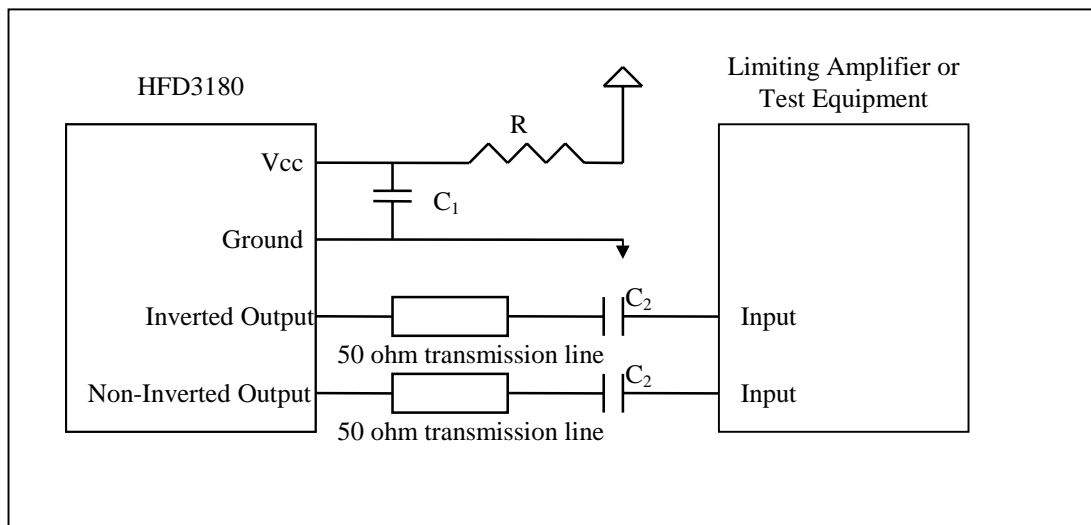 HFD3180
Limiting Amplifier or
Test Equipment
R
Vcc
C₁
Ground
C₂
Inverted Output
Input
50 ohm transmission line
C₂
Non-Inverted Output
Input
50 ohm transmission line